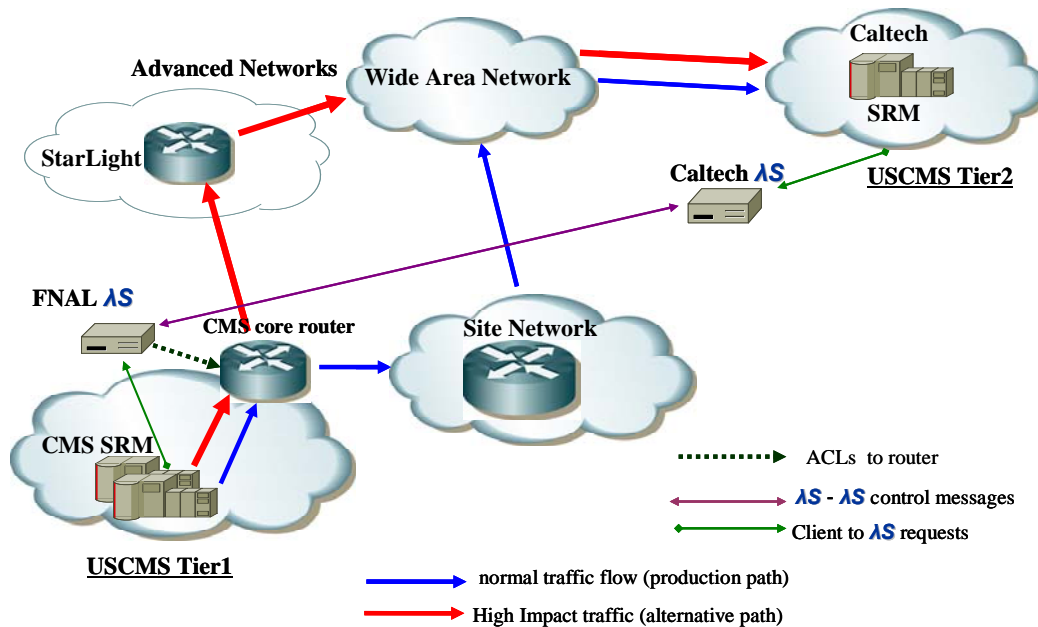 Caltech
Advanced Networks
Wide Area Network
SRM
StarLight
Caltech λS
USCMS Tier2
FNAL λS
CMS core router
Site Network
CMS SRM
ACLs to router
λS - λS control messages
Client to λS requests
USCMS Tier1
normal traffic flow (production path)
High Impact traffic (alternative path)